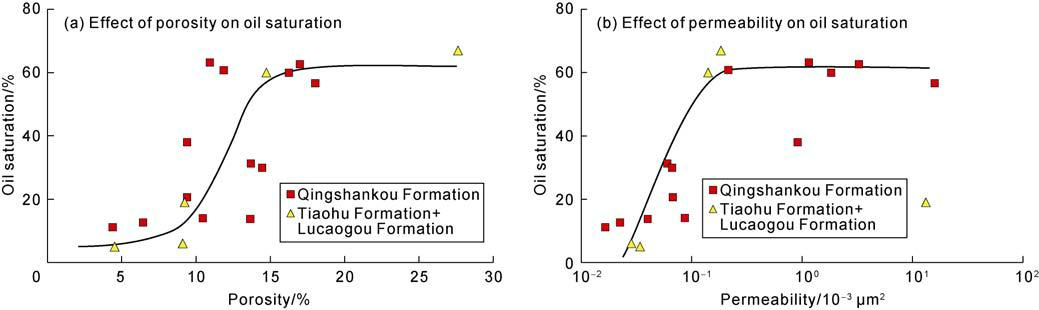 (a) Effect of porosity on oil saturation
80
60
40
20
0
Oil saturation/%
5
10
15
20
25
30
Porosity/%
Qingshankou Formation
Tiaohu Formation+
Lucaogou Formation
(b) Effect of permeability on oil saturation
80
60
40
20
0
Oil saturation/%
10⁻²
10⁻¹
10⁰
10¹
10²
Permeability/10⁻³ μm²
Qingshankou Formation
Tiaohu Formation+
Lucaogou Formation